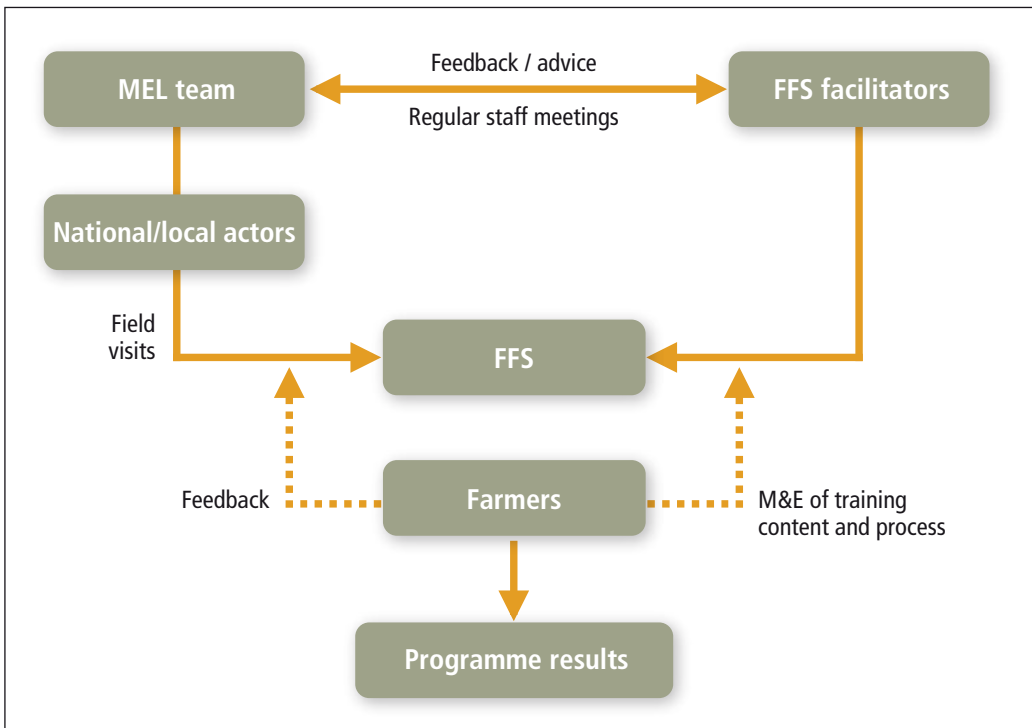 Feedback / advice
MEL team
FFS facilitators
Regular staff meetings
National/local actors
Field
visits
FFS
Feedback
Farmers
M&E of training
content and process
Programme results